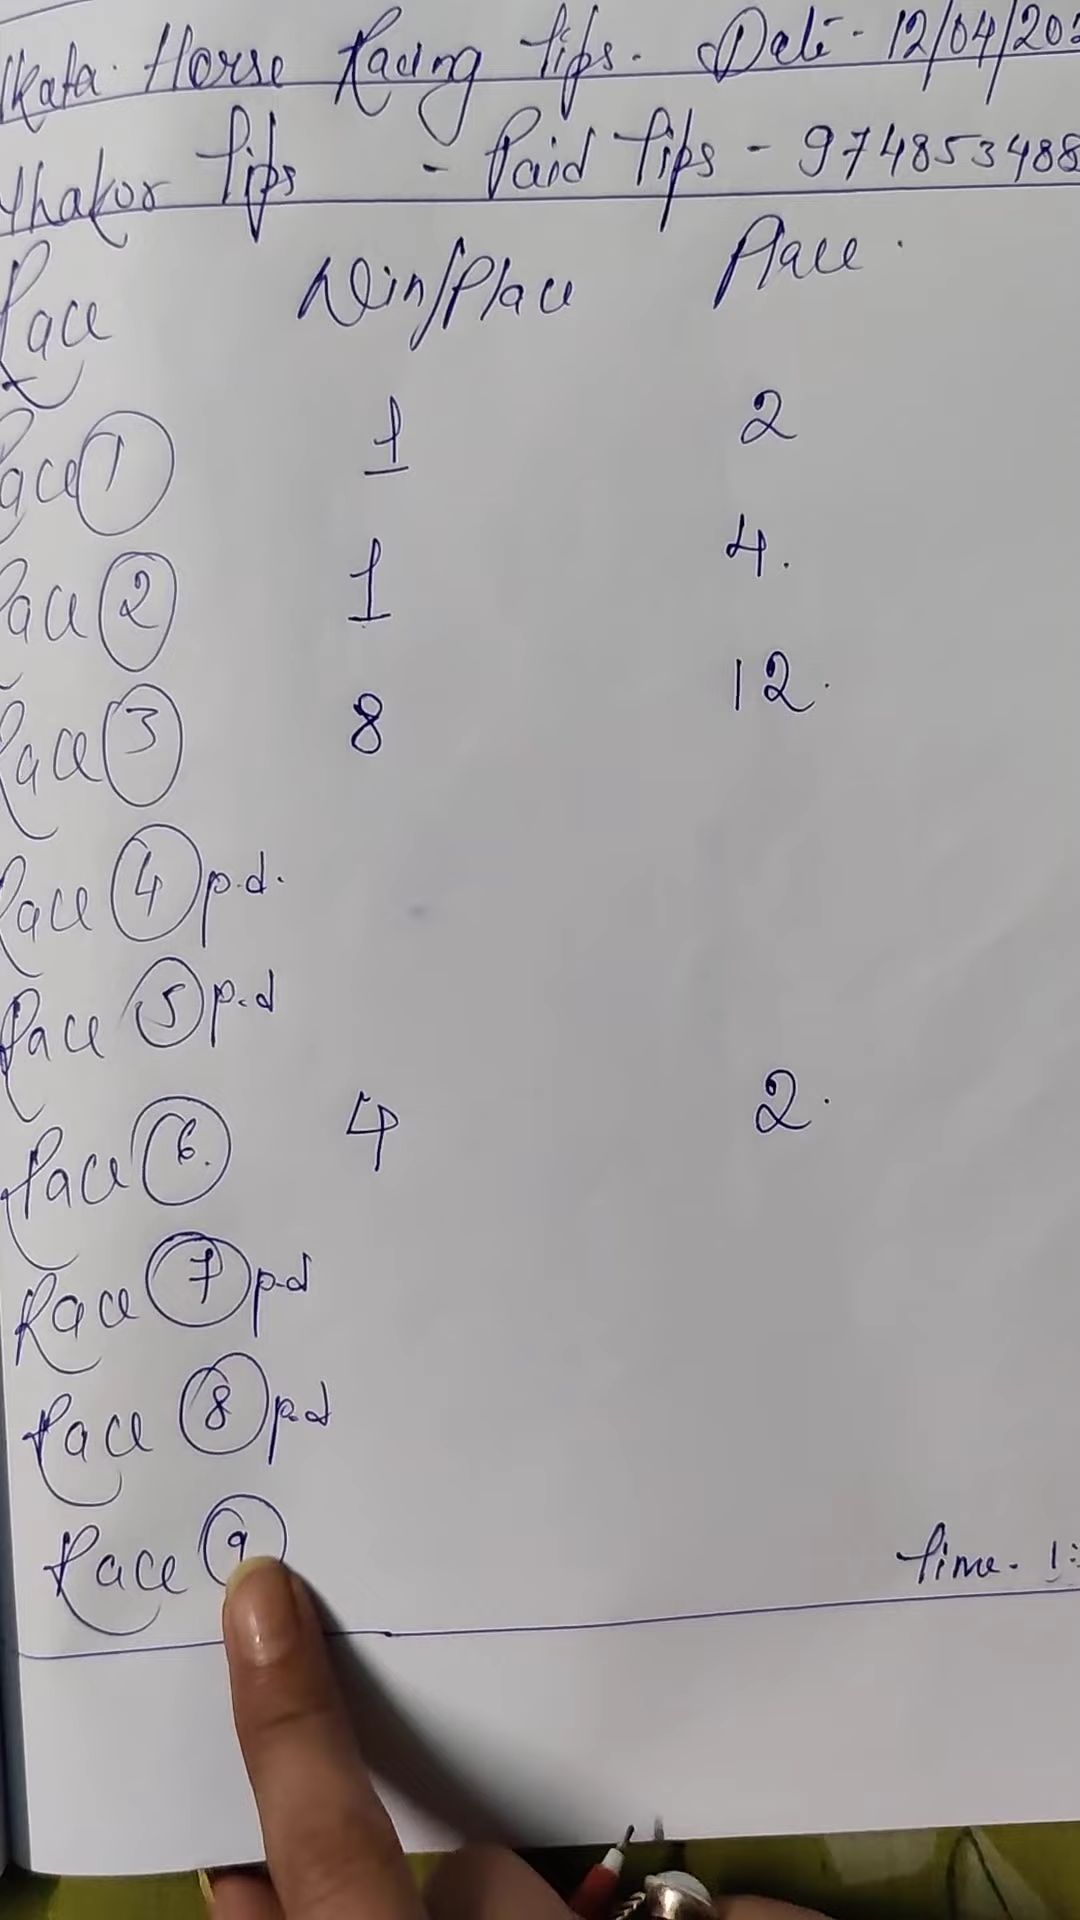 lkata. Horse Racing Tips. Date - 12/04/202
Thakor Tips - Paid Tips - 974853488
Race Win/Place Place.
Race 1 1 2
Race 2 1 4.
Race 3 8 12.
Race 4 p.d.
Race 5 p.d
Race 6. 4 2.
Race 7 p-d
Race 8 p.d
Race 9
Time - 1: